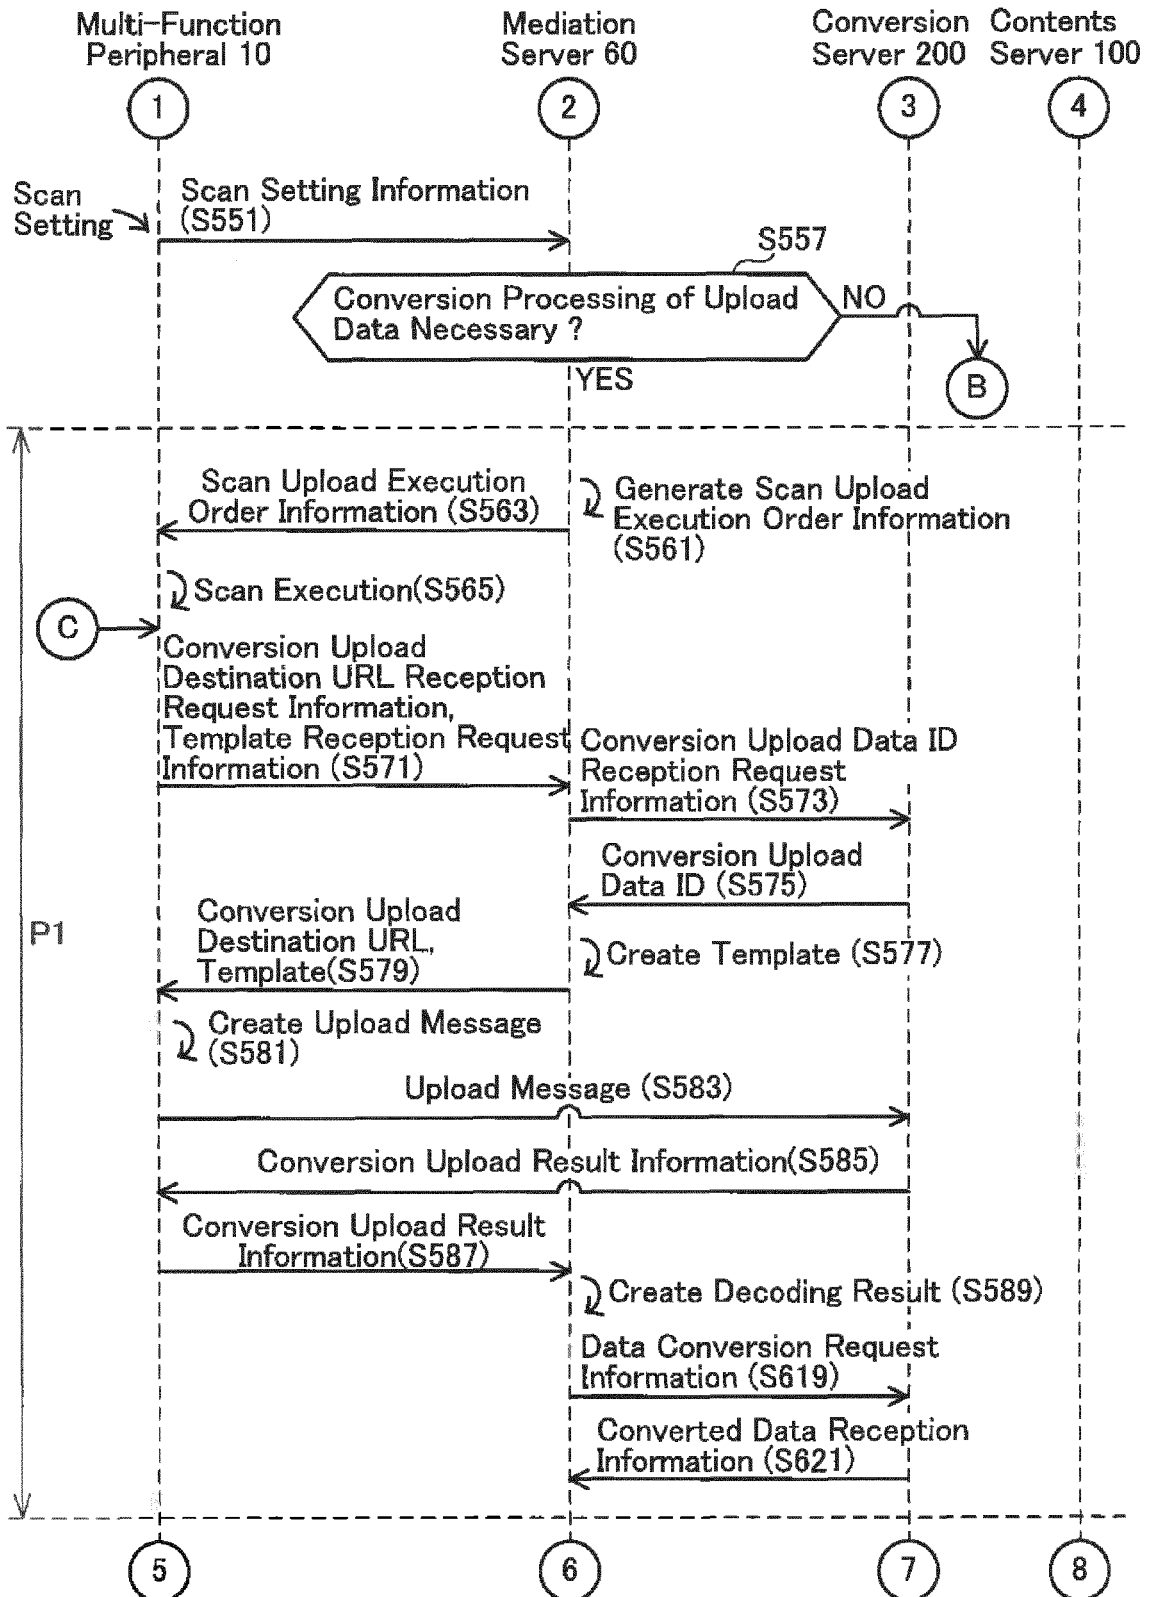 Multi-Function
Peripheral 10
Mediation
Server 60
Conversion
Server 200
Contents
Server 100
1
2
3
4
Scan
Setting
Scan Setting Information
(S551)
S557
Conversion Processing of Upload
Data Necessary ?
NO
B
YES
Scan Upload Execution
Order Information (S563)
Generate Scan Upload
Execution Order Information
(S561)
Scan Execution(S565)
C
Conversion Upload
Destination URL Reception
Request Information,
Template Reception Request
Information (S571)
Conversion Upload Data ID
Reception Request
Information (S573)
Conversion Upload
Data ID (S575)
P1
Conversion Upload
Destination URL,
Template(S579)
Create Template (S577)
Create Upload Message
(S581)
Upload Message (S583)
Conversion Upload Result Information(S585)
Conversion Upload Result
Information(S587)
Create Decoding Result (S589)
Data Conversion Request
Information (S619)
Converted Data Reception
Information (S621)
5
6
7
8